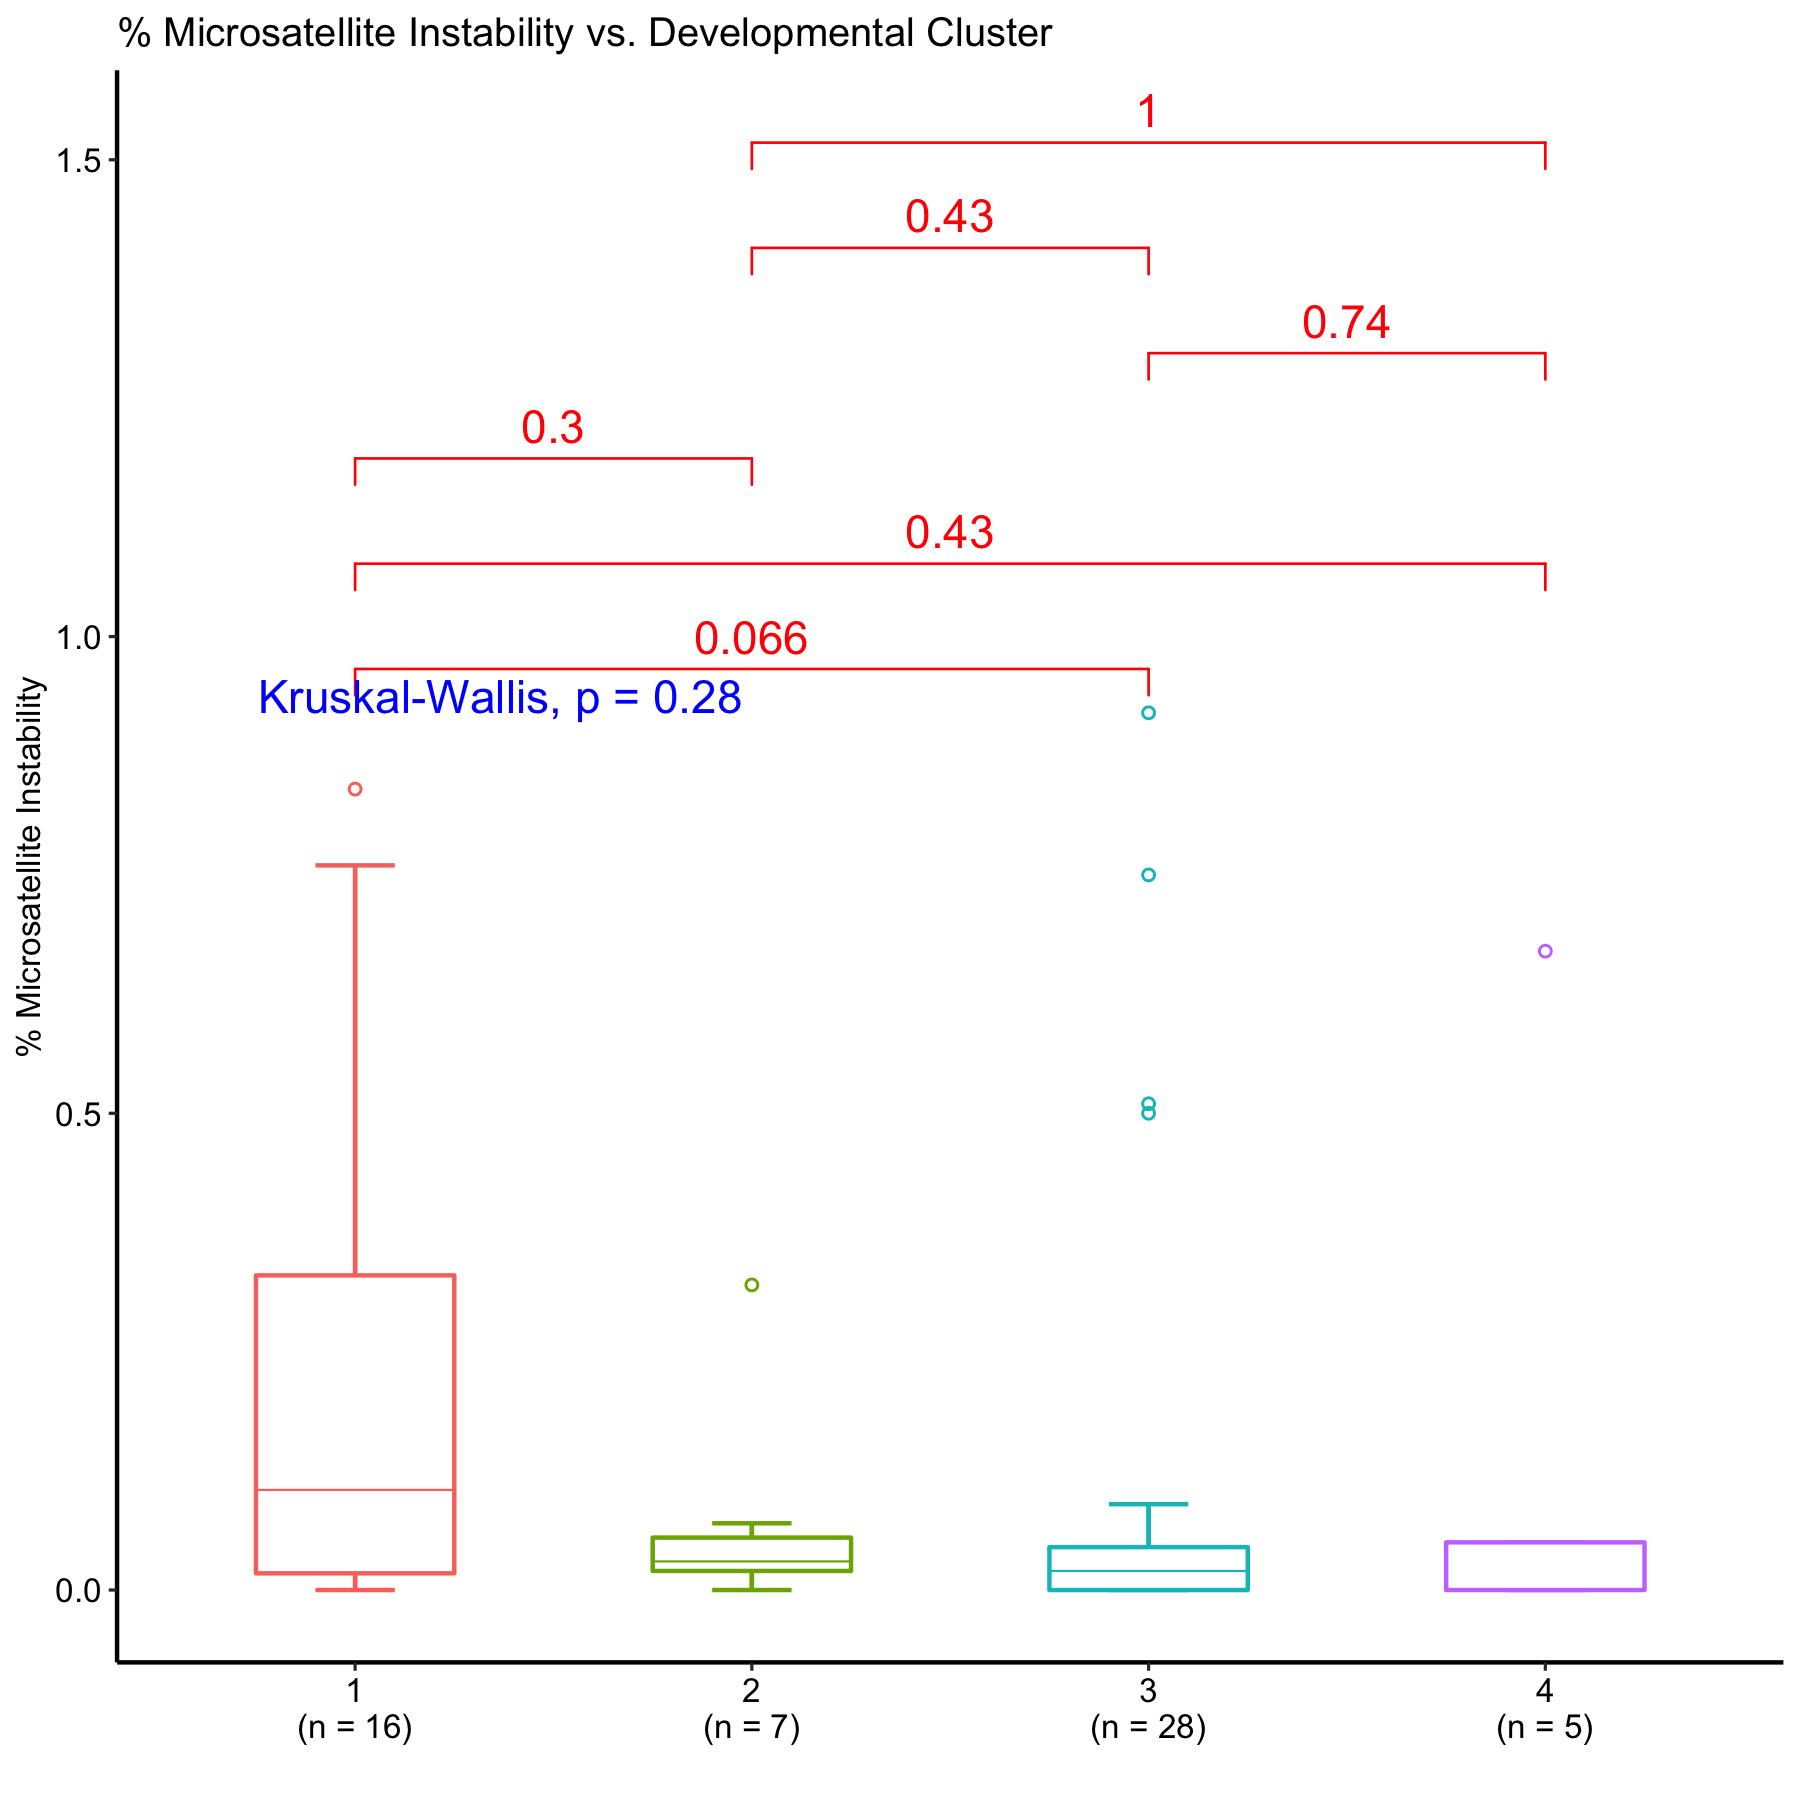 % Microsatellite Instability vs. Developmental Cluster
1
1.5
0.43
0.74
0.3
0.43
1.0
0.066
Kruskal-Wallis, p = 0.28
% Microsatellite Instability
0.5
0.0
1 2 3 4
(n = 16) (n = 7) (n = 28) (n = 5)